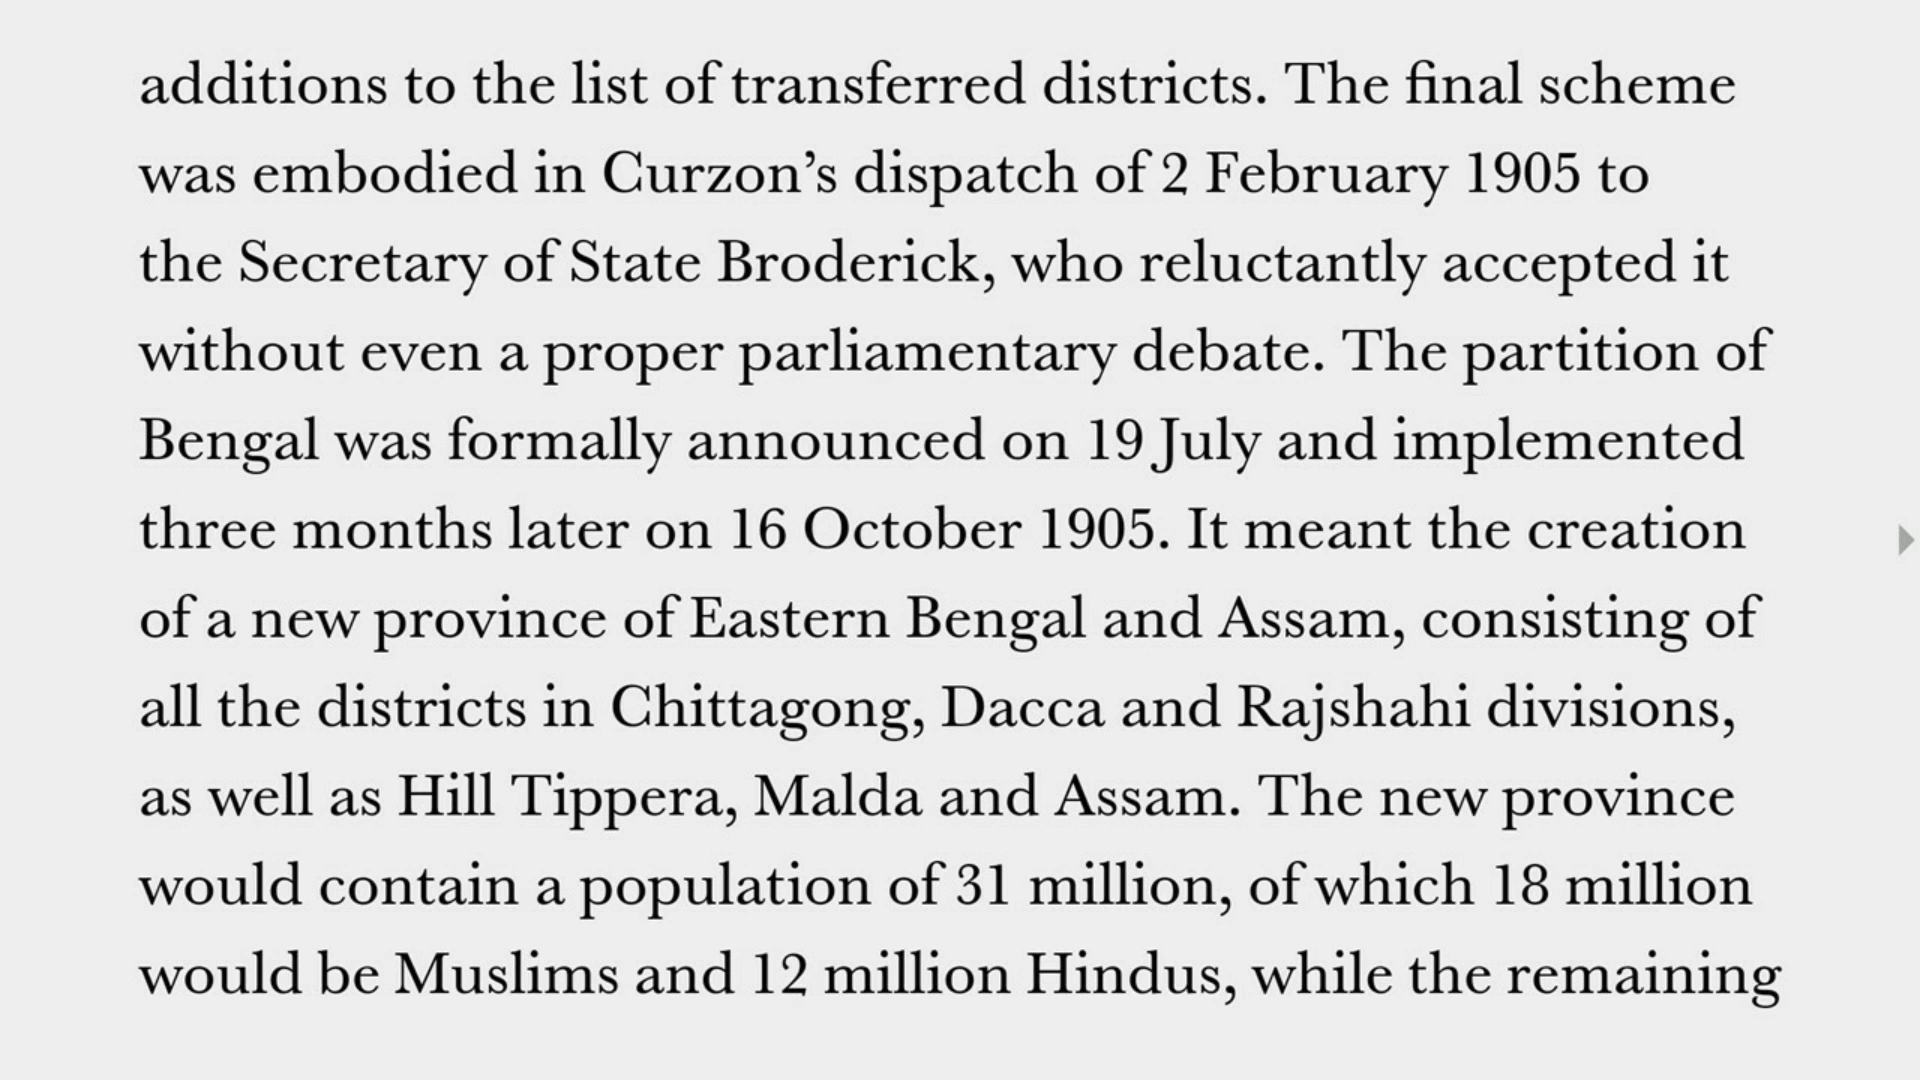 additions to the list of transferred districts. The final scheme
was embodied in Curzon’s dispatch of 2 February 1905 to
the Secretary of State Broderick, who reluctantly accepted it
without even a proper parliamentary debate. The partition of
Bengal was formally announced on 19 July and implemented
three months later on 16 October 1905. It meant the creation
of a new province of Eastern Bengal and Assam, consisting of
all the districts in Chittagong, Dacca and Rajshahi divisions,
as well as Hill Tippera, Malda and Assam. The new province
would contain a population of 31 million, of which 18 million
would be Muslims and 12 million Hindus, while the remaining